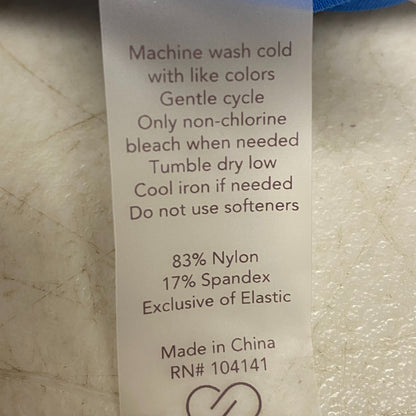 Machine wash cold
with like colors
Gentle cycle
Only non-chlorine
bleach when needed
Tumble dry low
Cool iron if needed
Do not use softeners
83% Nylon
17% Spandex
Exclusive of Elastic
Made in China
RN# 104141